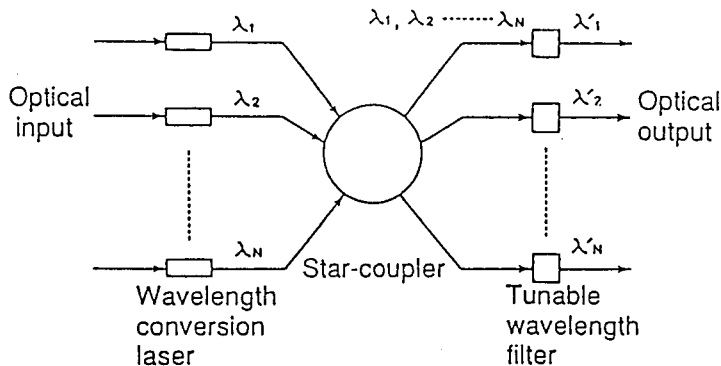 λ1
λ1, λ2 ········ λN
λ'1
Optical
input
λ2
λ'2
Optical
output
λN
Star-coupler
λ'N
Wavelength
conversion
laser
Tunable
wavelength
filter